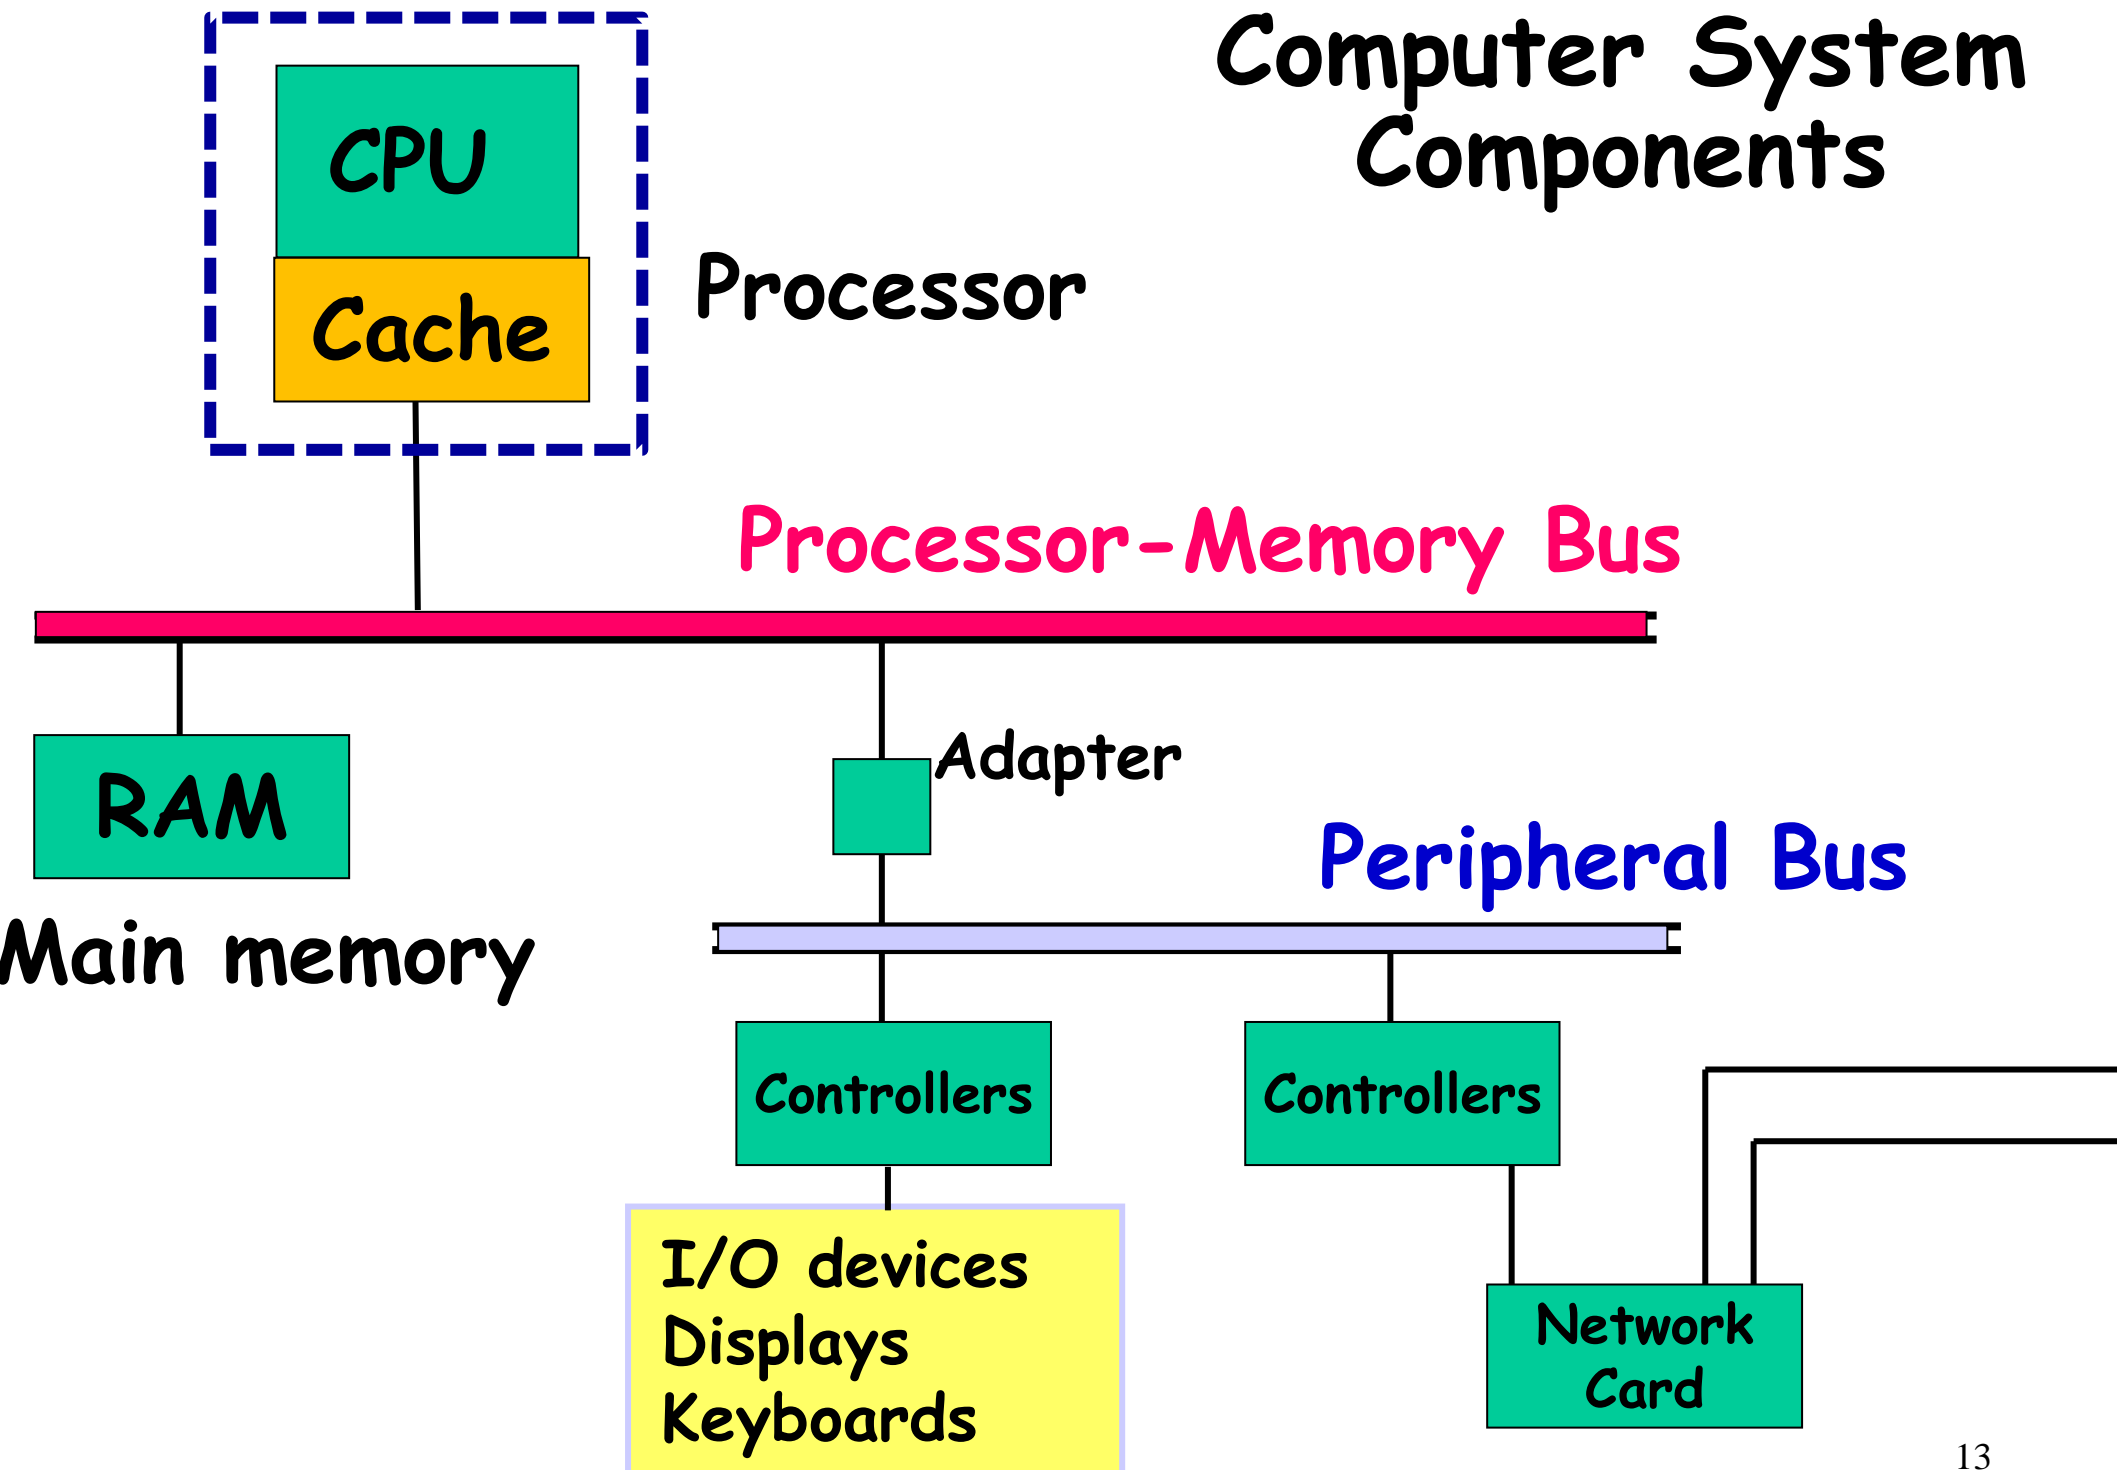 Computer System
Components
CPU
Cache
Processor
Processor-Memory Bus
RAM
Main memory
Adapter
Peripheral Bus
Controllers
Controllers
I/O devices
Displays
Keyboards
Network
Card
13